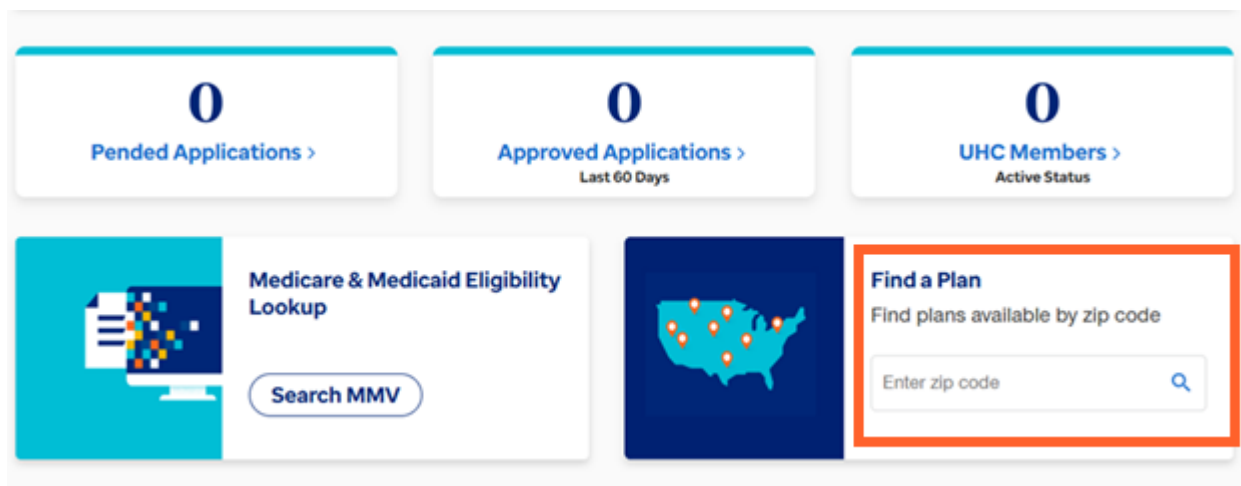 0
Pended Applications >
0
Approved Applications >
Last 60 Days
0
UHC Members >
Active Status
Medicare & Medicaid Eligibility
Lookup
Search MMV
Find a Plan
Find plans available by zip code
Enter zip code